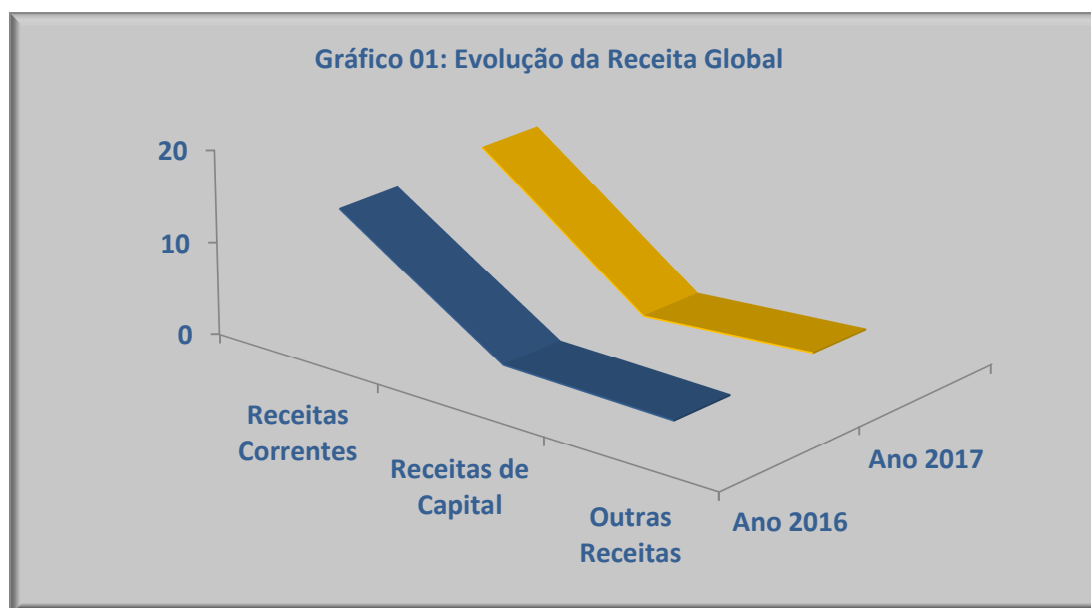 Gráfico 01: Evolução da Receita Global
20
10
0
Receitas
Correntes
Receitas de
Capital
Outras
Receitas
Ano 2016
Ano 2017